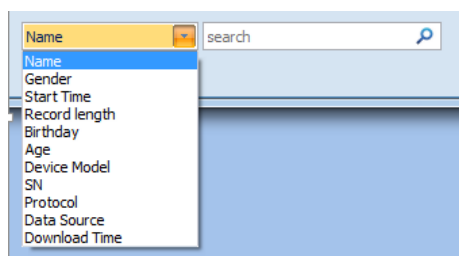 Name search
Name
Gender
Start Time
Record length
Birthday
Age
Device Model
SN
Protocol
Data Source
Download Time